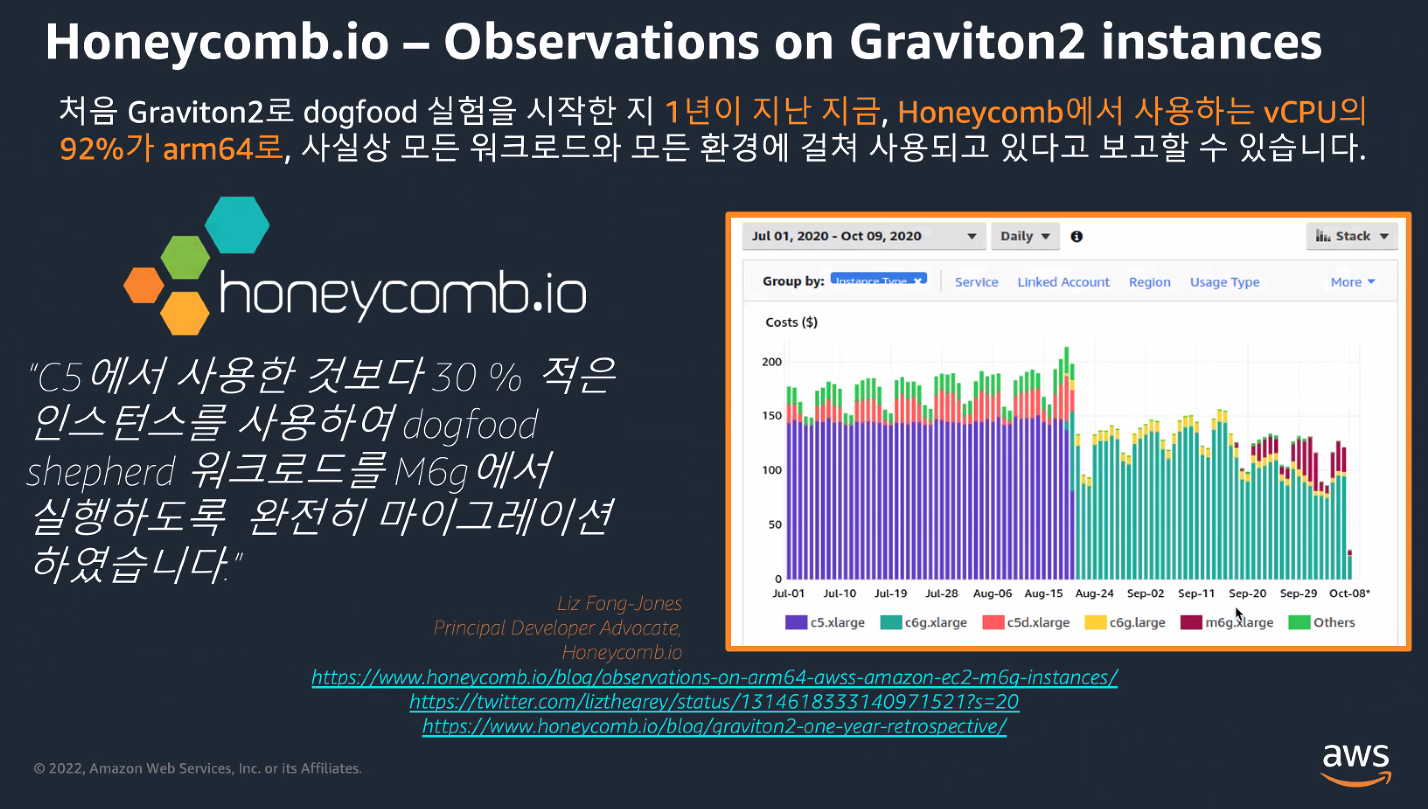 Honeycomb.io – Observations on Graviton2 instances
처음 Graviton2로 dogfood 실험을 시작한 지 1년이 지난 지금, Honeycomb에서 사용하는 vCPU의
92%가 arm64로, 사실상 모든 워크로드와 모든 환경에 걸쳐 사용되고 있다고 보고할 수 있습니다.
honeycomb.io
“C5에서 사용한 것보다 30 % 적은
인스턴스를 사용하여 dogfood
shepherd 워크로드를 M6g에서
실행하도록 완전히 마이그레이션
하였습니다.”
Liz Fong-Jones
Principal Developer Advocate,
Honeycomb.io
Jul 01, 2020 - Oct 09, 2020 Daily Stack
Group by: Instance Type × Service Linked Account Region Usage Type More
Costs ($)
200
150
100
50
0
Jul-01 Jul-10 Jul-19 Jul-28 Aug-06 Aug-15 Aug-24 Sep-02 Sep-11 Sep-20 Sep-29 Oct-08*
c5.xlarge c6g.xlarge c5d.xlarge c6g.large m6g.xlarge Others
https://www.honeycomb.io/blog/observations-on-arm64-awss-amazon-ec2-m6g-instances/
https://twitter.com/lizthegrey/status/1314618333140971521?s=20
https://www.honeycomb.io/blog/graviton2-one-year-retrospective/
© 2022, Amazon Web Services, Inc. or its Affiliates.
aws